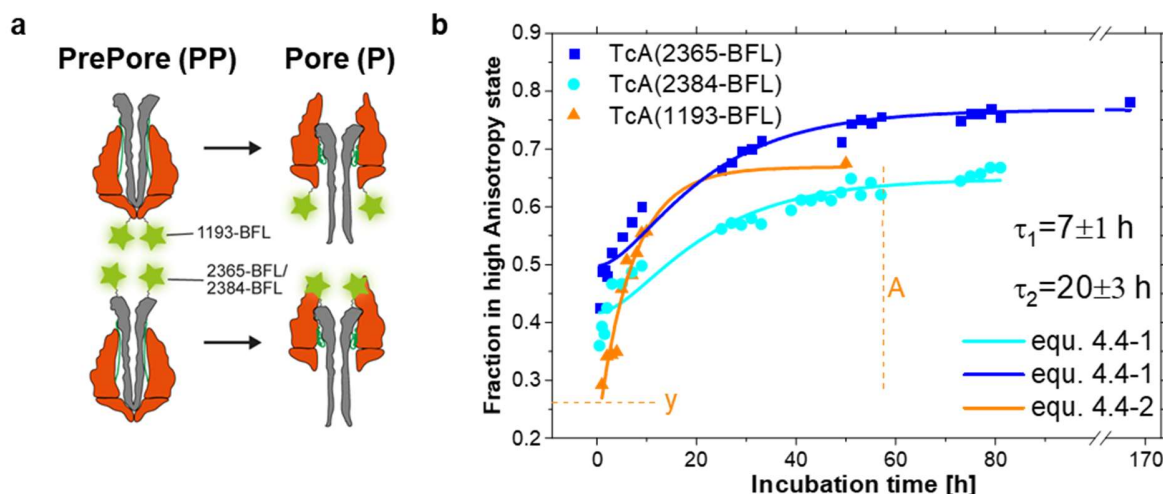 a
PrePore (PP)
Pore (P)
1193-BFL
2365-BFL/
2384-BFL
b
Fraction in high Anisotropy state
0.9
0.8
0.7
0.6
0.5
0.4
0.3
0.2
TcA(2365-BFL)
TcA(2384-BFL)
TcA(1193-BFL)
A
y
τ₁=7±1 h
τ₂=20±3 h
equ. 4.4-1
equ. 4.4-1
equ. 4.4-2
0 20 40 60 80 170
Incubation time [h]